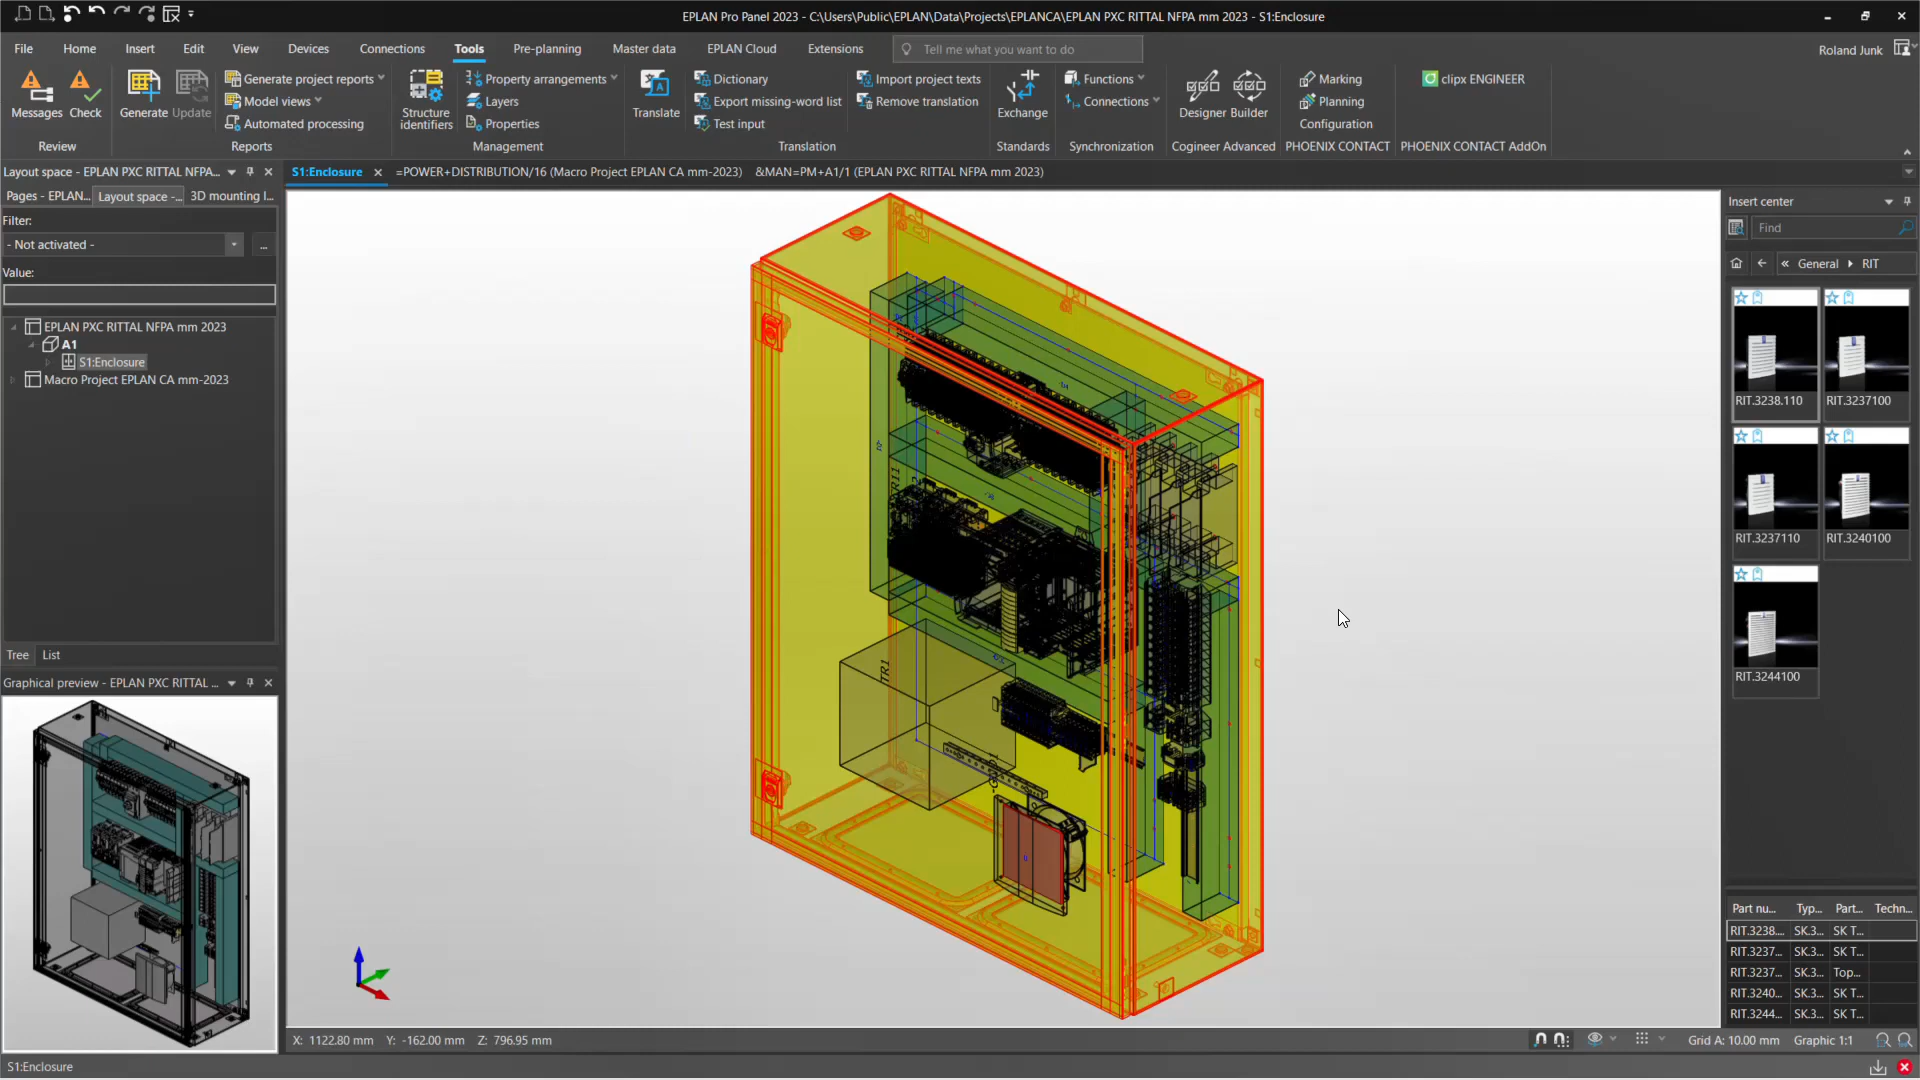 EPLAN Pro Panel 2023 - C:\Users\Public\EPLAN\Data\Projects\EPLANCA\EPLAN PXC RITTAL NFPA mm 2023 - S1:Enclosure
File Home Insert Edit View Devices Connections Tools Pre-planning Master data EPLAN Cloud Extensions Tell me what you want to do Roland Junk
Messages Check
Review
Generate Update
Generate project reports
Model views
Automated processing
Reports
Structure identifiers
Property arrangements
Layers
Properties
Management
Translate
Dictionary
Export missing-word list
Test input
Import project texts
Remove translation
Translation
Exchange
Standards
Functions
Connections
Synchronization
Designer Builder
Cogineer Advanced
Marking
Planning
Configuration
PHOENIX CONTACT
clipx ENGINEER
PHOENIX CONTACT AddOn
Layout space - EPLAN PXC RITTAL NFPA...
Pages - EPLAN... Layout space -... 3D mounting l...
Filter:
- Not activated -
...
Value:
EPLAN PXC RITTAL NFPA mm 2023
A1
S1:Enclosure
Macro Project EPLAN CA mm-2023
Tree List
Graphical preview - EPLAN PXC RITTAL ...
S1:Enclosure =POWER+DISTRIBUTION/16 (Macro Project EPLAN CA mm-2023) &MAN=PM+A1/1 (EPLAN PXC RITTAL NFPA mm 2023)
TR1
Insert center
Find
« General RIT
RIT.3238.110 RIT.3237100
RIT.3237110 RIT.3240100
RIT.3244100
Part nu... Typ... Part... Techn...
RIT.3238.... SK.3... SK T...
RIT.3237... SK.3... SK T...
RIT.3237... SK.3... Top...
RIT.3240... SK.3... SK T...
RIT.3244... SK.3... SK T...
X: 1122.80 mm Y: -162.00 mm Z: 796.95 mm
Grid A: 10.00 mm Graphic 1:1
S1:Enclosure